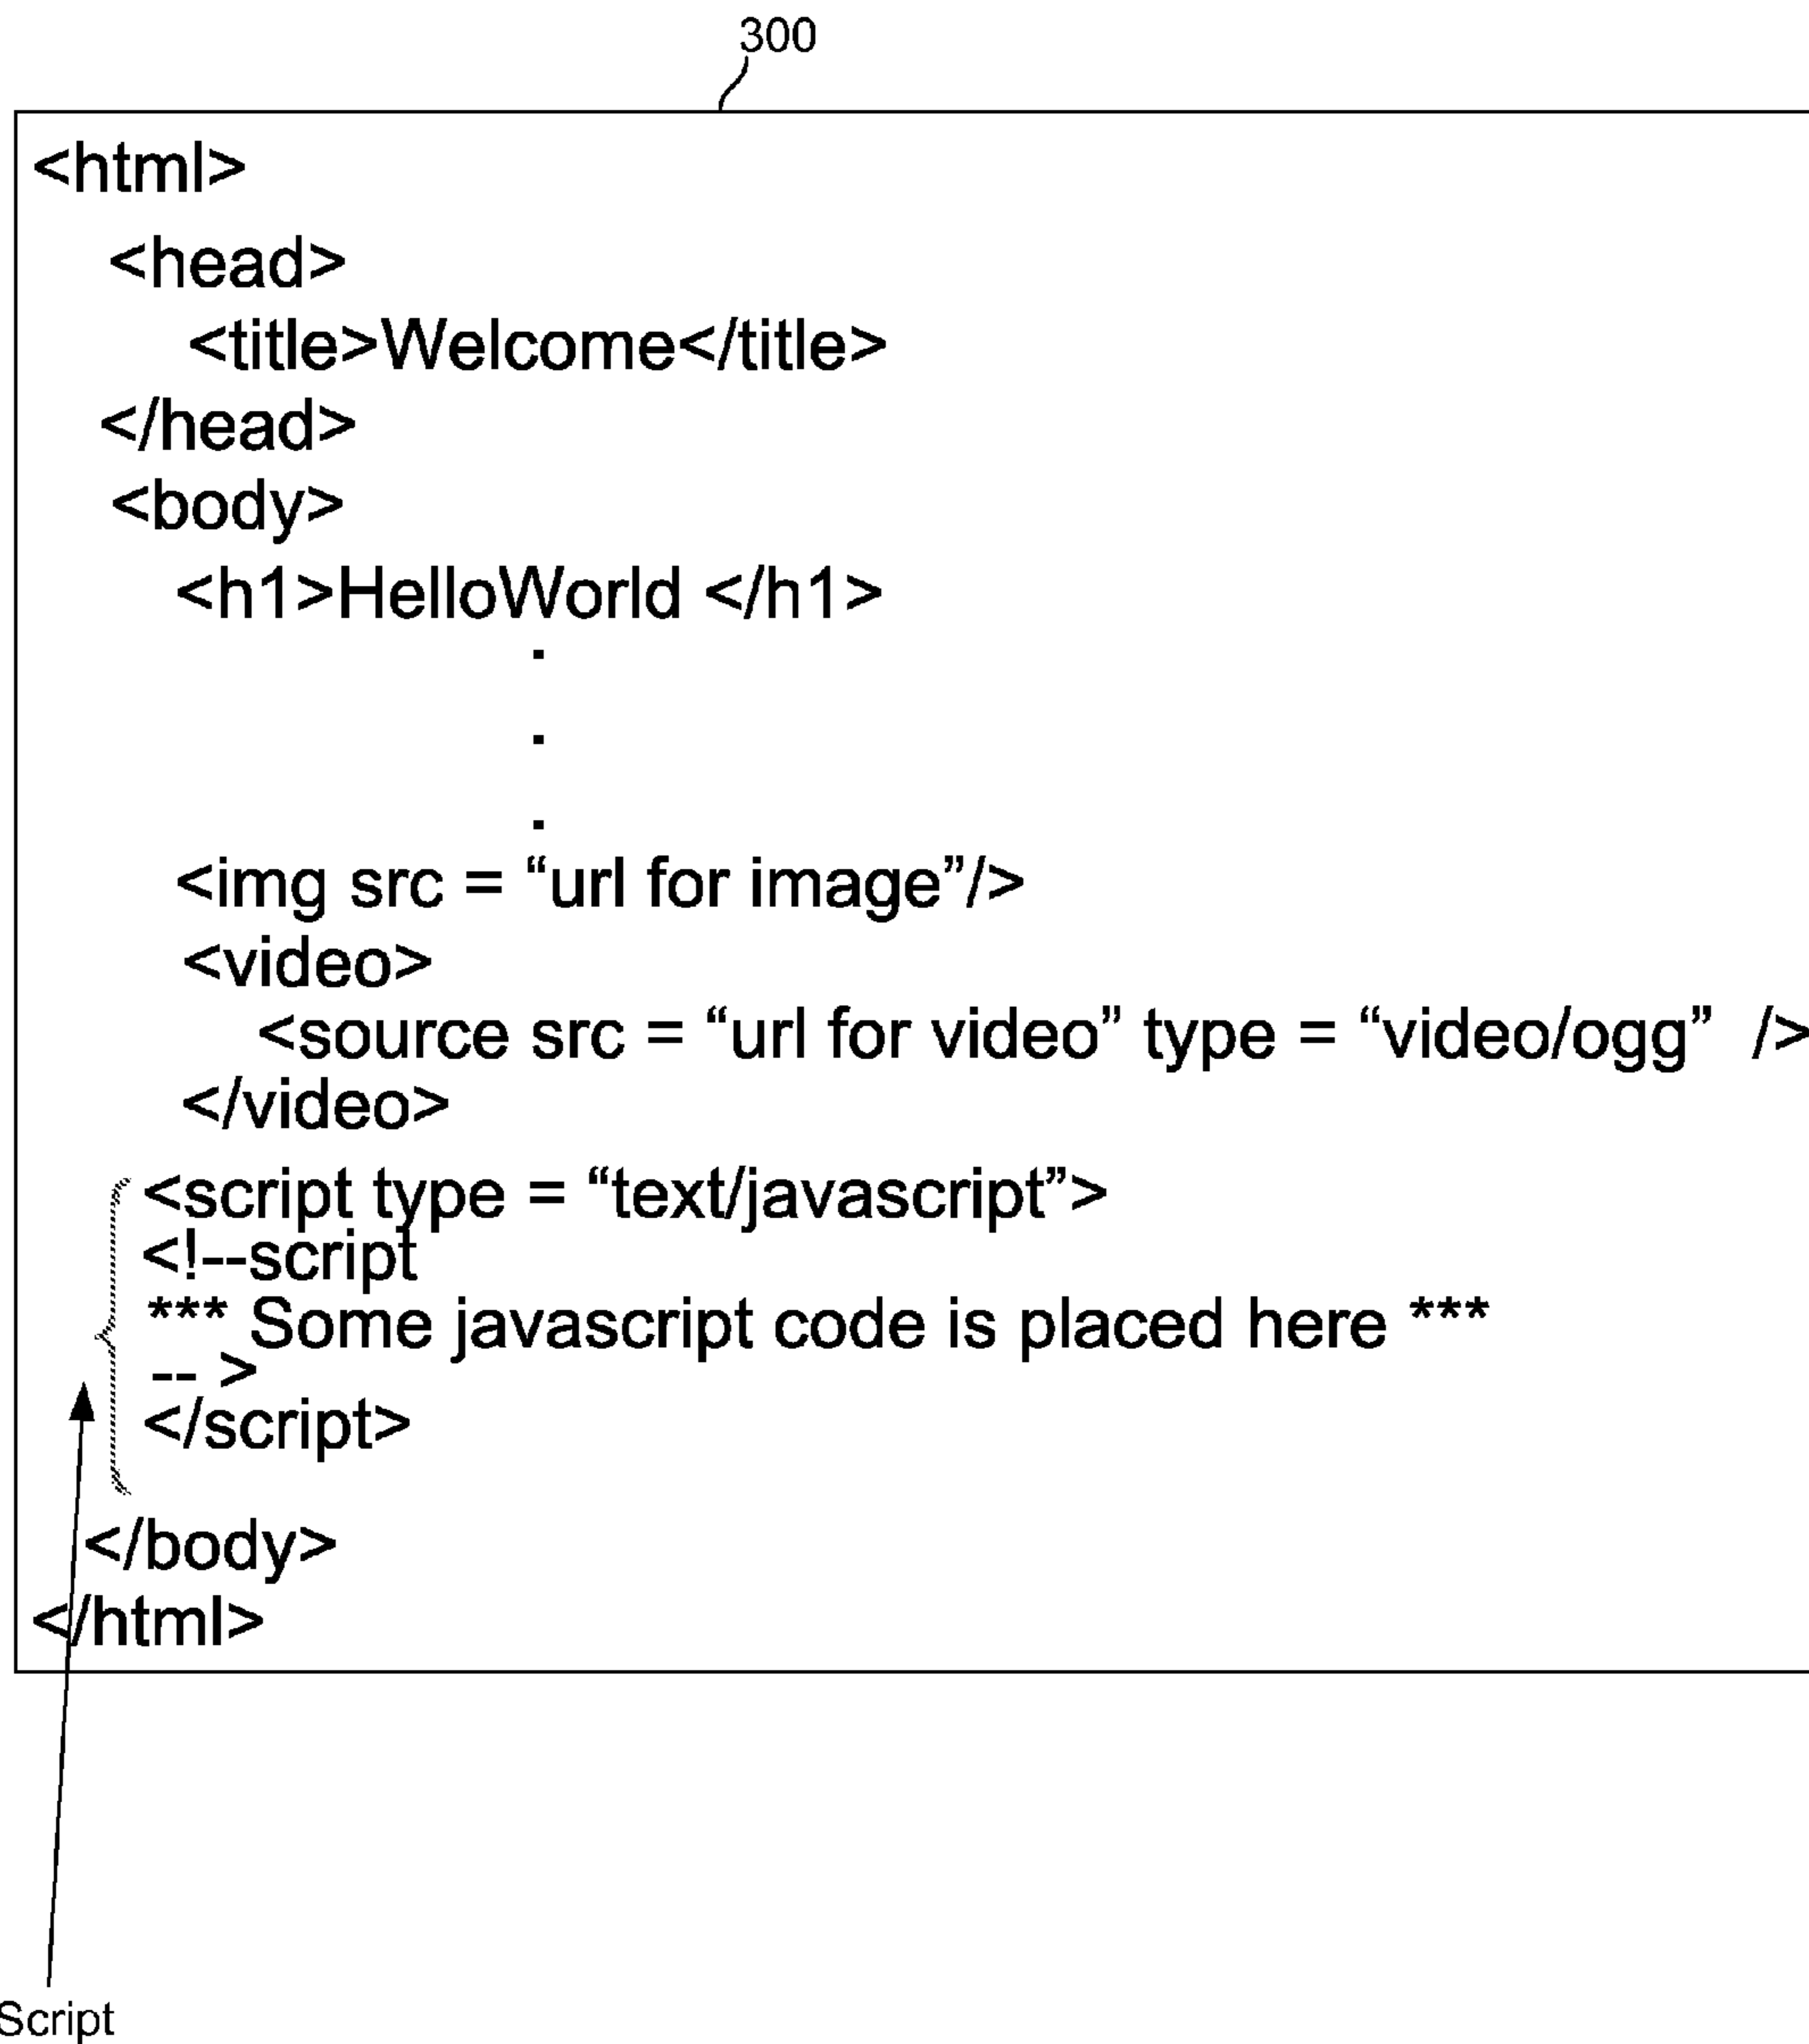 300
<html>
<head>
<title>Welcome</title>
</head>
<body>
<h1>HelloWorld </h1>
.
.
.
<img src = “url for image”/>
<video>
<source src = “url for video” type = “video/ogg” />
</video>
<script type = “text/javascript”>
<!--script
*** Some javascript code is placed here ***
-- >
</script>
</body>
</html>
Script